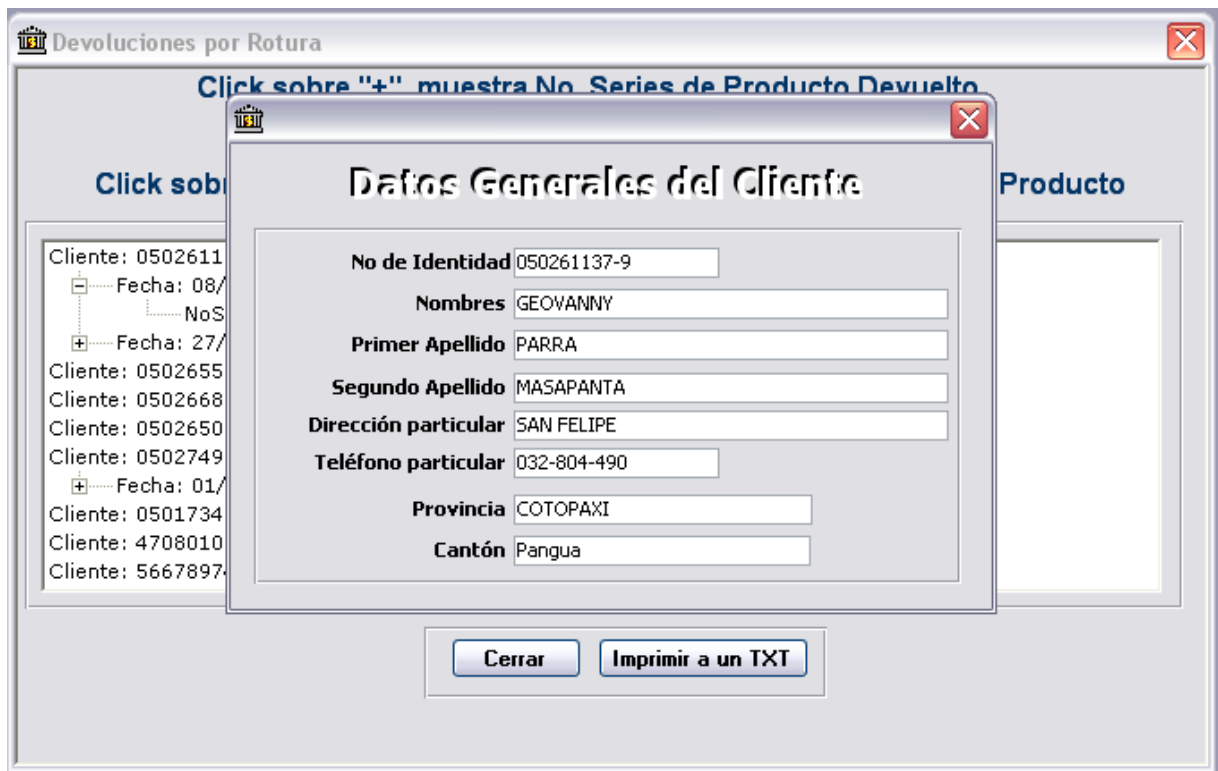 Devoluciones por Rotura
Click sobre "+" muestra No. Series de Producto Devuelto
Click Producto
Cliente: 0502611
Fecha: 08/
Fecha: 27/
Cliente: 0502655
Cliente: 0502668
Cliente: 0502650
Cliente: 0502749
Fecha: 01/
Cliente: 0501734
Cliente: 4708010
Cliente: 5667897
Datos Generales del Cliente
No de Identidad 050261137-9
Nombres GEOVANNY
Primer Apellido PARRA
Segundo Apellido MASAPANTA
Dirección particular SAN FELIPE
Teléfono particular 032-804-490
Provincia COTOPAXI
Cantón Pangua
Cerrar Imprimir a un TXT